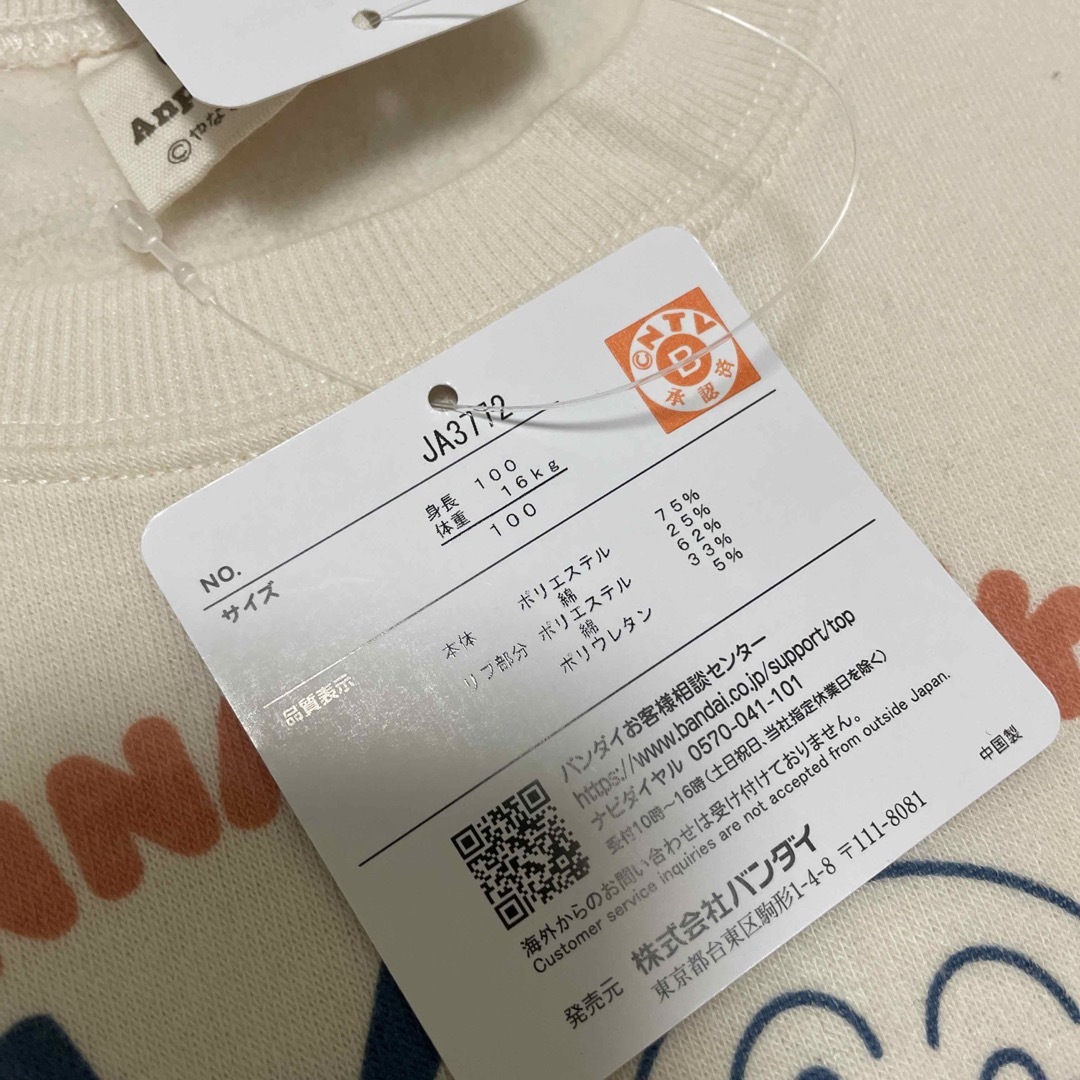 Anp
©やな
©NTV
B
承認済
NO. JA3772
サイズ
身長 100
体重 16kg
100
品質表示
本体 ポリエステル 75%
綿 25%
リブ部分 ポリエステル 62%
綿 33%
ポリウレタン 5%
バンダイお客様相談センター
https://www.bandai.co.jp/support/top
ナビダイヤル 0570-041-101
受付10時～16時(土日祝日、当社指定休業日を除く)
海外からのお問い合わせは受け付けておりません。
Customer service inquiries are not accepted from outside Japan.
中国製
発売元 株式会社バンダイ
東京都台東区駒形1-4-8 〒111-8081